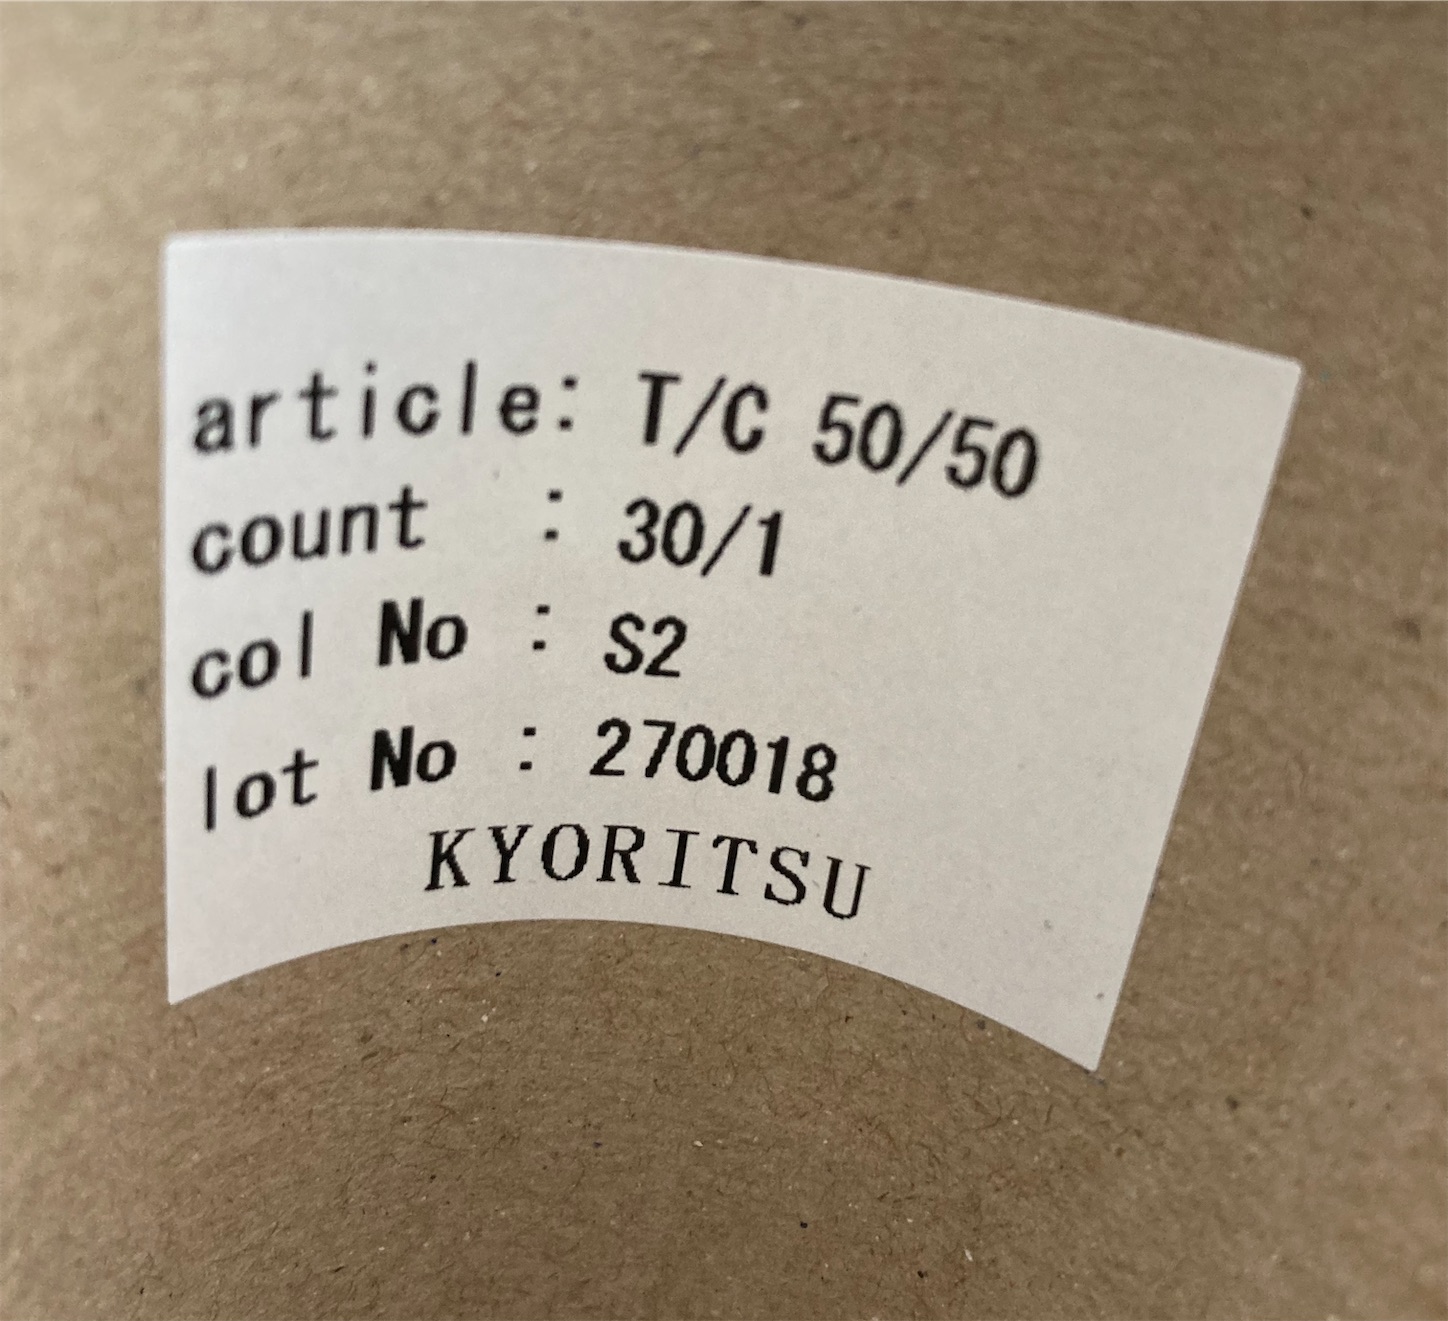 article: T/C 50/50
count : 30/1
col No : S2
lot No : 270018
KYORITSU